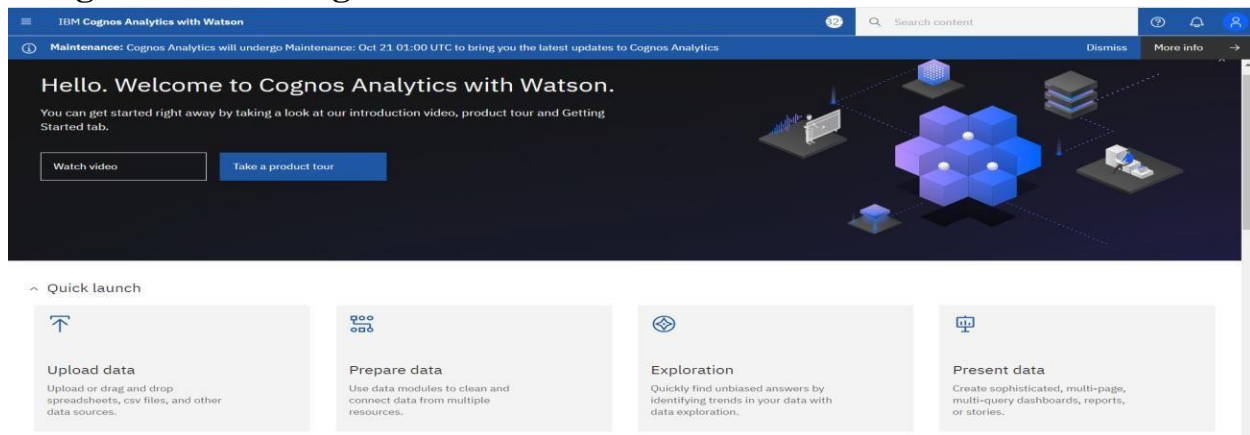 IBM Cognos Analytics with Watson
Search content
Maintenance: Cognos Analytics will undergo Maintenance: Oct 21 01:00 UTC to bring you the latest updates to Cognos Analytics
Dismiss
More info
Hello. Welcome to Cognos Analytics with Watson.
You can get started right away by taking a look at our introduction video, product tour and Getting
Started tab.
Watch video
Take a product tour
Quick launch
Upload data
Upload or drag and drop
spreadsheets, csv files, and other
data sources.
Prepare data
Use data modules to clean and
connect data from multiple
resources.
Exploration
Quickly find unbiased answers by
identifying trends in your data with
data exploration.
Present data
Create sophisticated, multi-page,
multi-query dashboards, reports,
or stories.